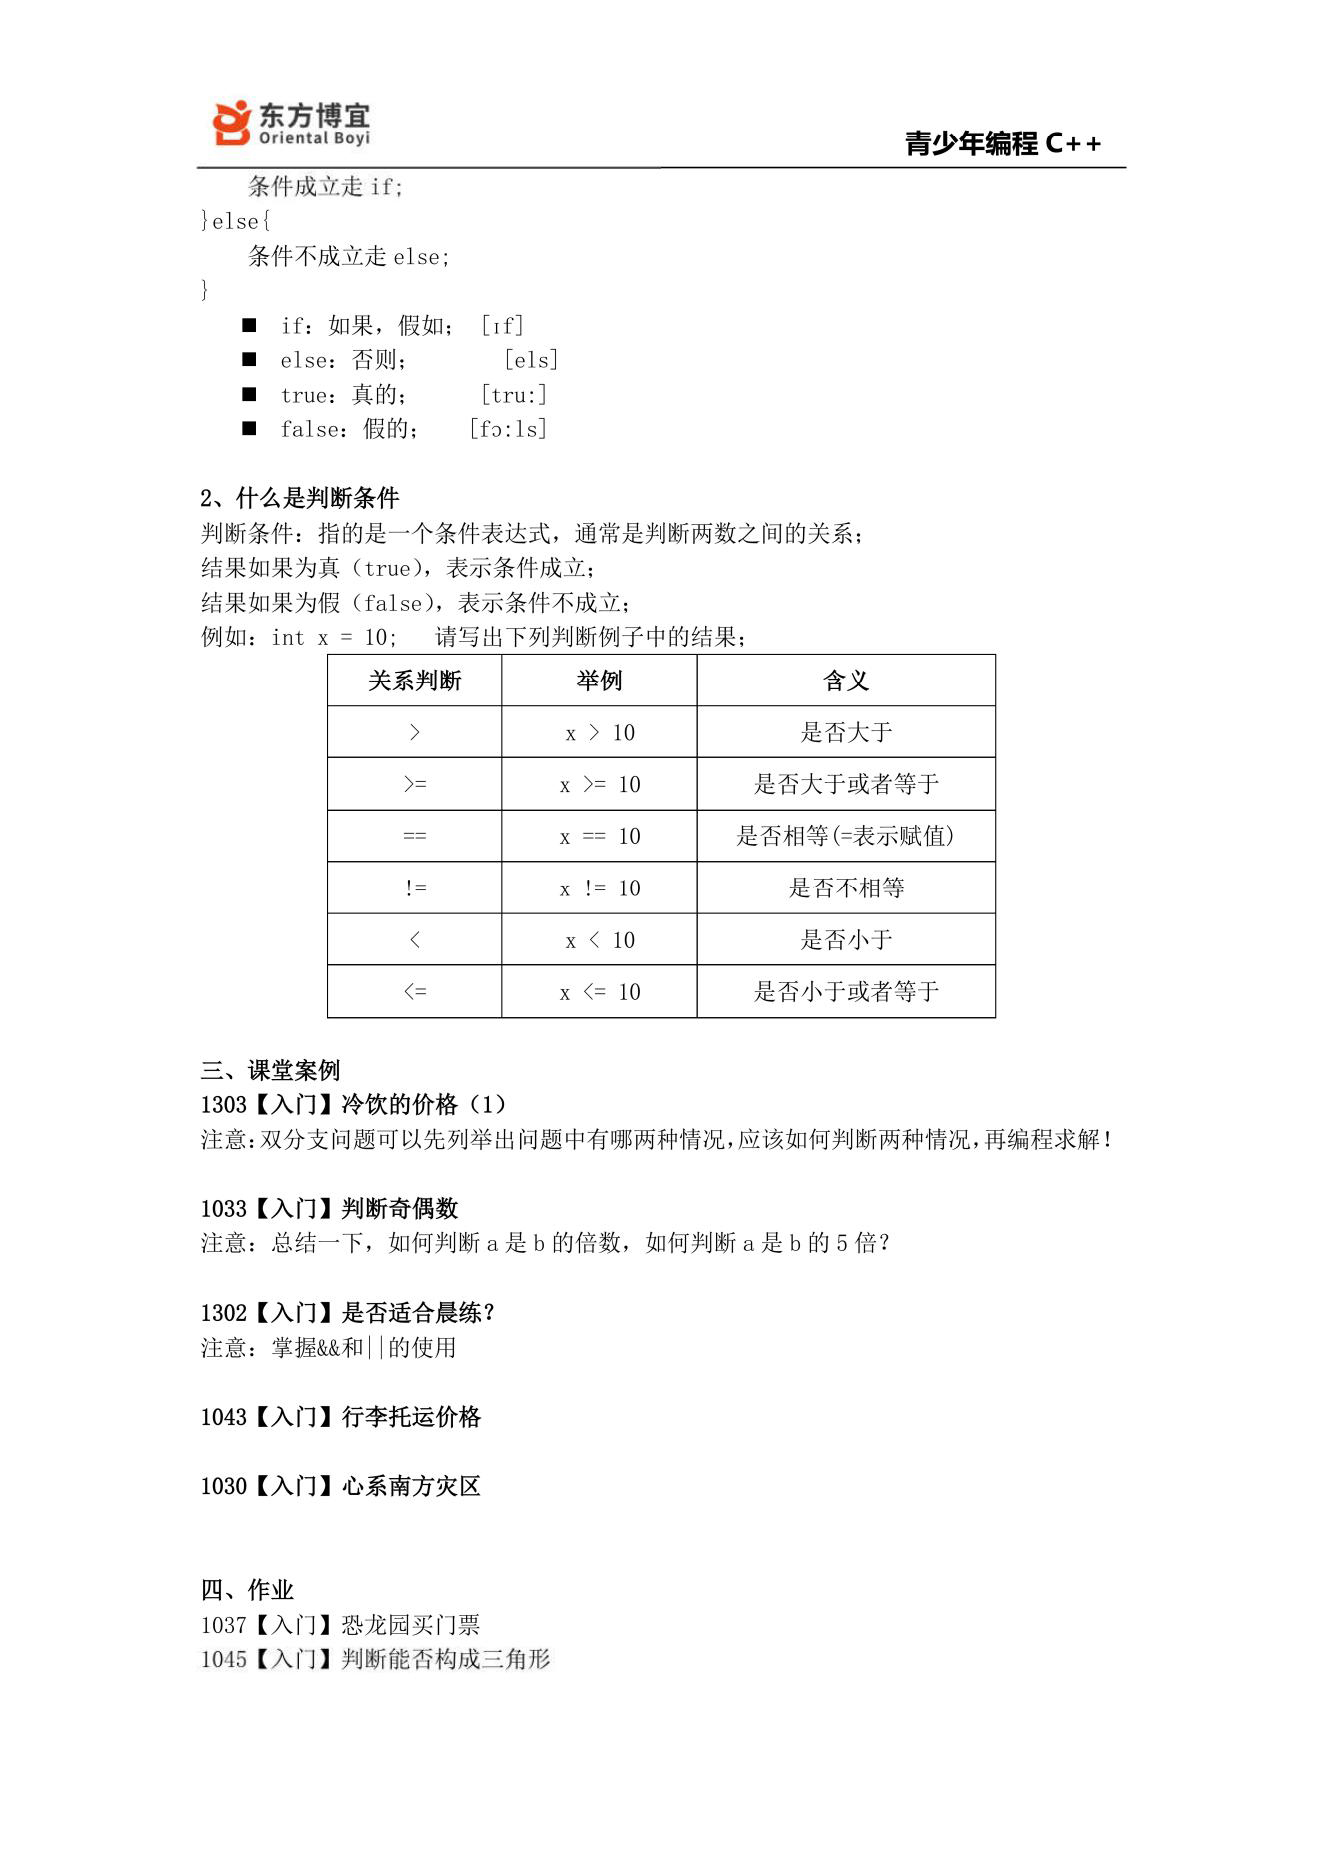 东方博宜
Oriental Boyi
青少年编程 C++
条件成立走 if;
}else{
条件不成立走 else;
}
■ if：如果，假如； [ɪf]
■ else：否则； [els]
■ true：真的； [tru:]
■ false：假的； [fɔ:ls]
2、什么是判断条件
判断条件：指的是一个条件表达式，通常是判断两数之间的关系；
结果如果为真（true），表示条件成立；
结果如果为假（false），表示条件不成立；
例如：int x = 10; 请写出下列判断例子中的结果；
关系判断 举例 含义
> x > 10 是否大于
>= x >= 10 是否大于或者等于
== x == 10 是否相等(=表示赋值)
!= x != 10 是否不相等
< x < 10 是否小于
<= x <= 10 是否小于或者等于
三、课堂案例
1303【入门】冷饮的价格（1）
注意：双分支问题可以先列举出问题中有哪两种情况，应该如何判断两种情况，再编程求解！
1033【入门】判断奇偶数
注意：总结一下，如何判断 a 是 b 的倍数，如何判断 a 是 b 的 5 倍？
1302【入门】是否适合晨练？
注意：掌握&&和||的使用
1043【入门】行李托运价格
1030【入门】心系南方灾区
四、作业
1037【入门】恐龙园买门票
1045【入门】判断能否构成三角形